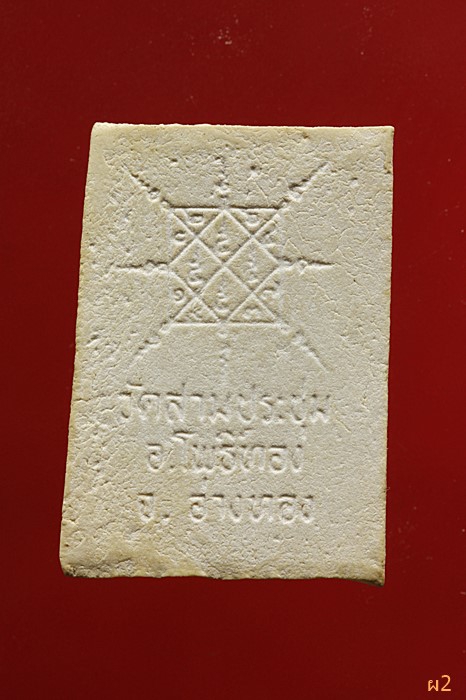 วัดสามประชุม
อ.โพธิ์ทอง
จ. อ่างทอง
ผ2